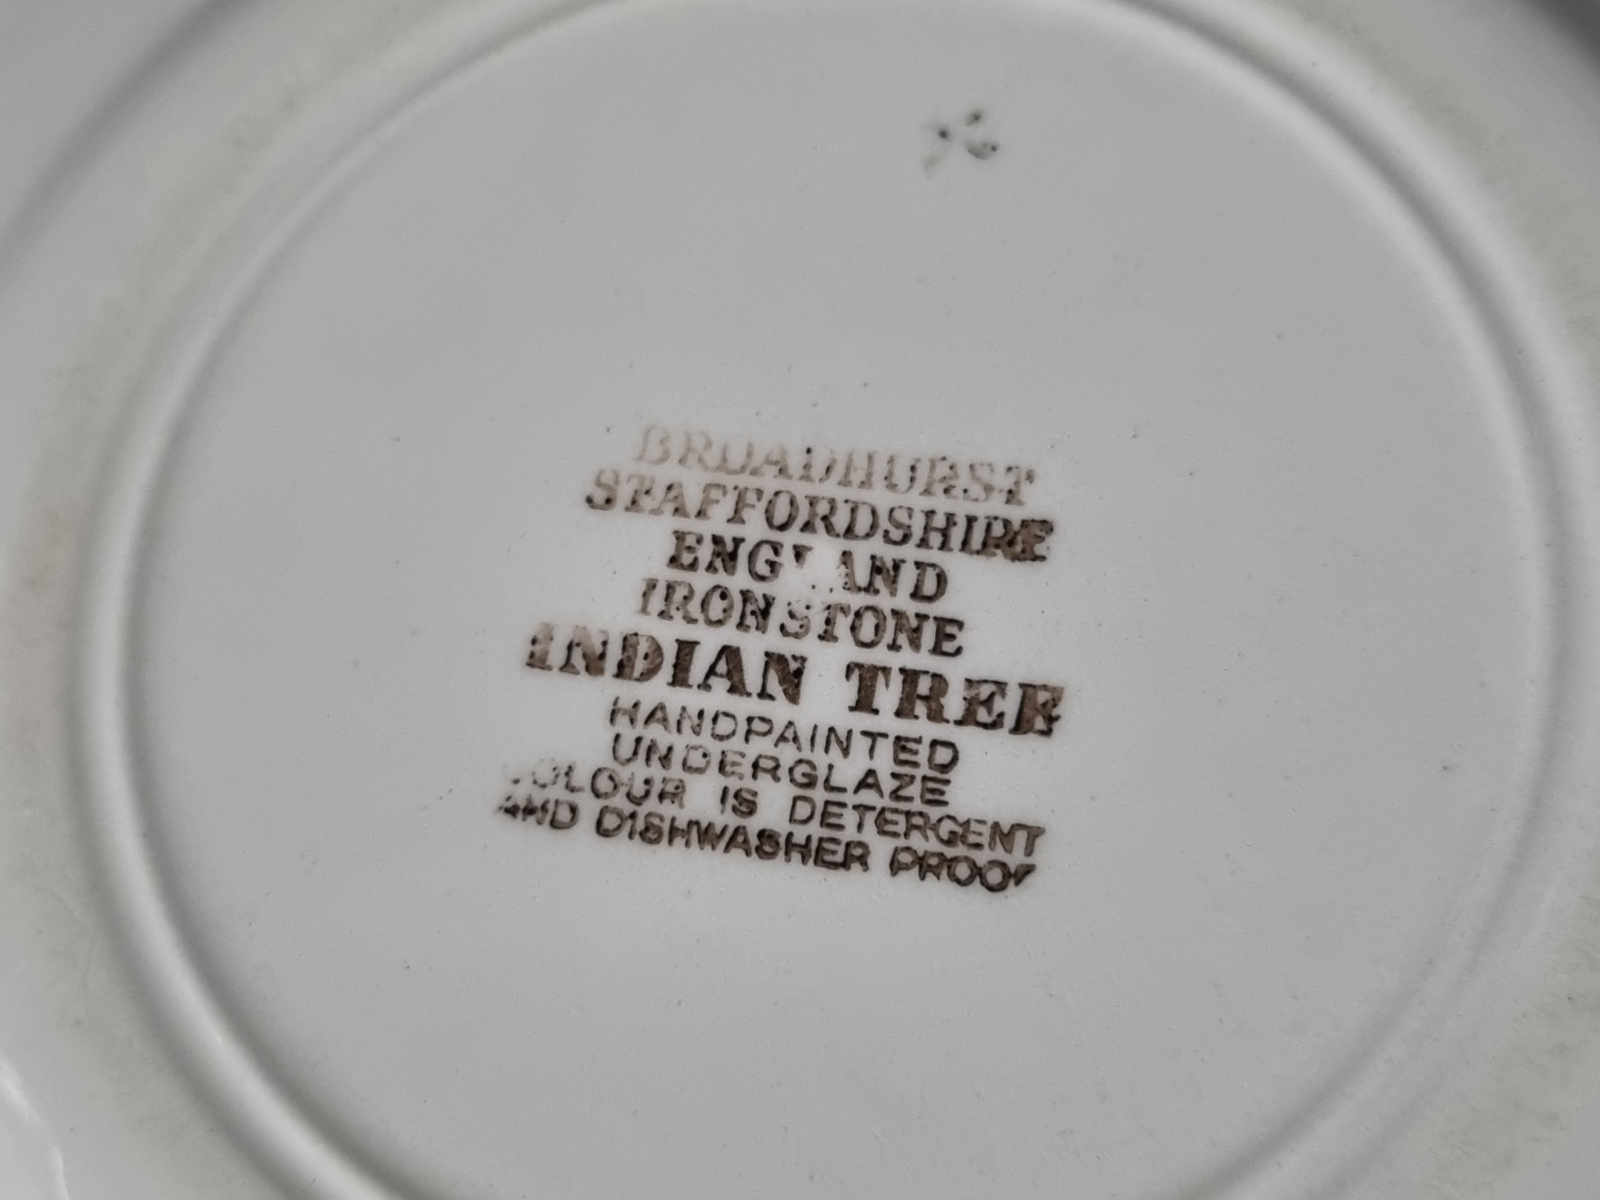 BROADHURST
STAFFORDSHIRE
ENGLAND
IRONSTONE
INDIAN TREE
HANDPAINTED
UNDERGLAZE
COLOUR IS DETERGENT
AND DISHWASHER PROOF